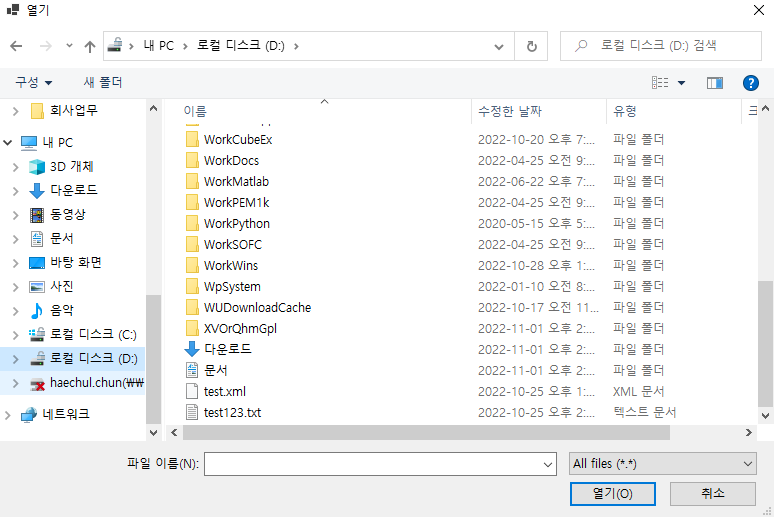 열기
내 PC > 로컬 디스크 (D:) >
로컬 디스크 (D:) 검색
구성
새 폴더
회사업무
내 PC
3D 개체
다운로드
동영상
문서
바탕 화면
사진
음악
로컬 디스크 (C:)
로컬 디스크 (D:)
haechul.chun(₩₩
네트워크
이름 수정한 날짜 유형
WorkCubeEx 2022-10-20 오후 7:... 파일 폴더
WorkDocs 2022-04-25 오전 9:... 파일 폴더
WorkMatlab 2022-06-22 오후 7:... 파일 폴더
WorkPEM1k 2022-04-25 오전 9:... 파일 폴더
WorkPython 2020-05-15 오후 5:... 파일 폴더
WorkSOFC 2022-04-25 오전 9:... 파일 폴더
WorkWins 2022-10-28 오후 1:... 파일 폴더
WpSystem 2022-01-10 오전 8:... 파일 폴더
WUDownloadCache 2022-10-17 오전 11... 파일 폴더
XVOrQhmGpl 2022-11-01 오후 2:... 파일 폴더
다운로드 2022-11-01 오후 2:... 파일 폴더
문서 2022-11-01 오후 2:... 파일 폴더
test.xml 2022-10-25 오후 1:... XML 문서
test123.txt 2022-10-25 오후 2:... 텍스트 문서
파일 이름(N):
All files (*.*)
열기(O)
취소